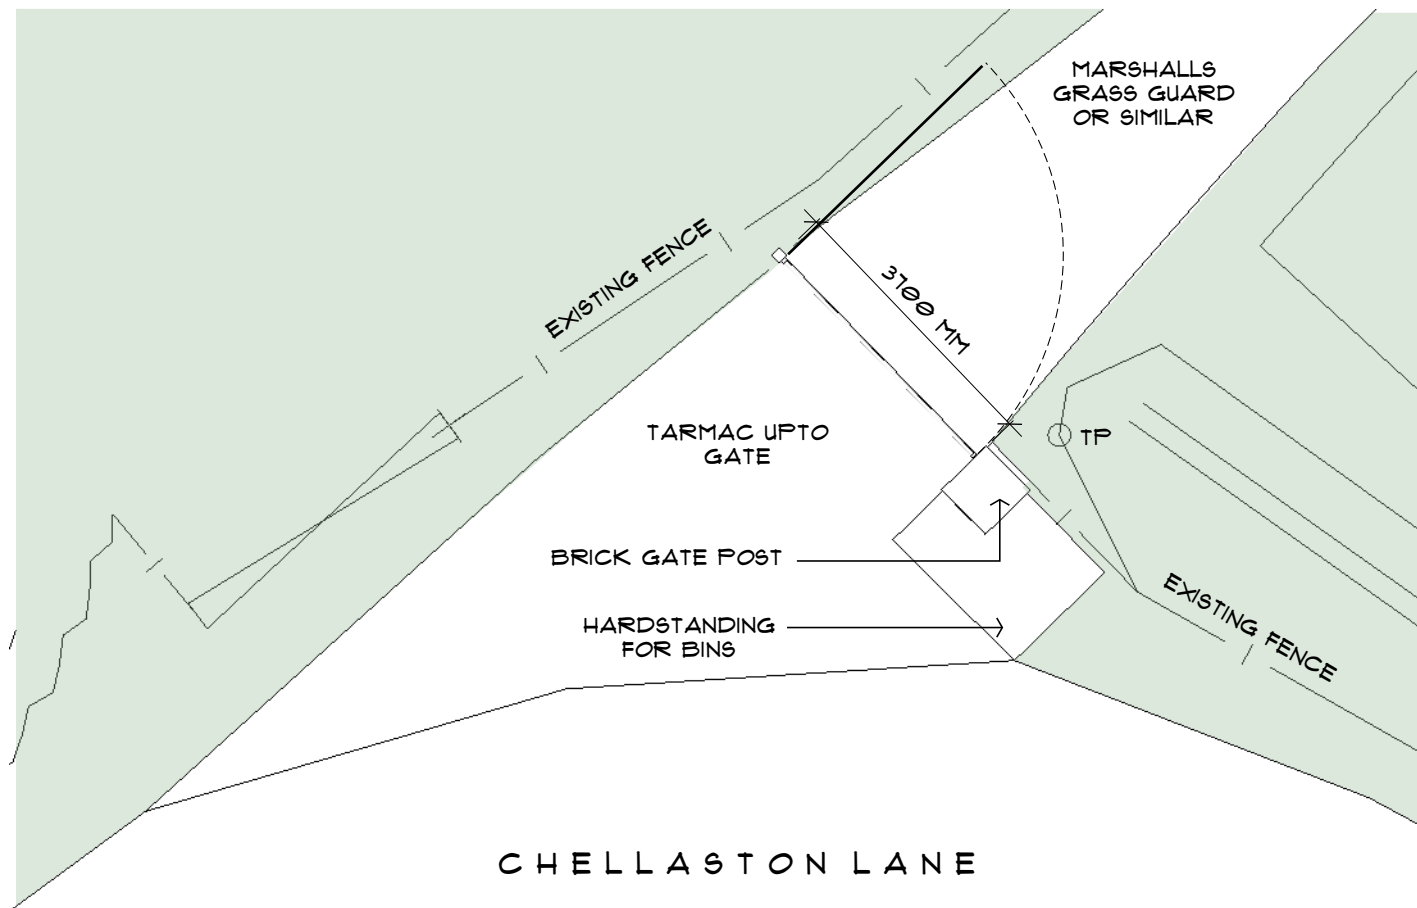 MARSHALLS
GRASS GUARD
OR SIMILAR
EXISTING FENCE
3700 MM
TARMAC UPTO
GATE
TP
BRICK GATE POST
EXISTING FENCE
HARDSTANDING
FOR BINS
CHELLASTON LANE